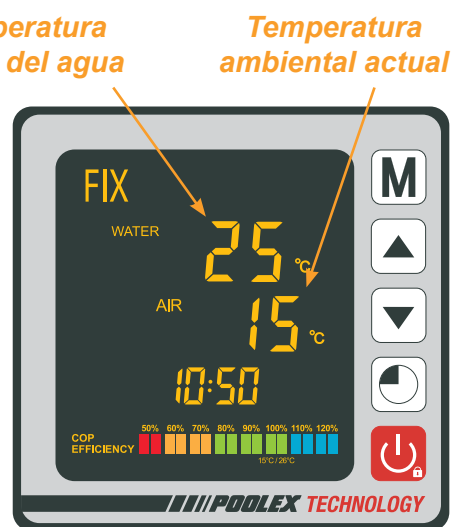 peratura
del agua
Temperatura
ambiental actual
FIX
M
WATER
25 °C
AIR
15 °C
10:50
50% 60% 70% 80% 90% 100% 110% 120%
COP
EFFICIENCY
15°C / 26°C
POOLEX TECHNOLOGY